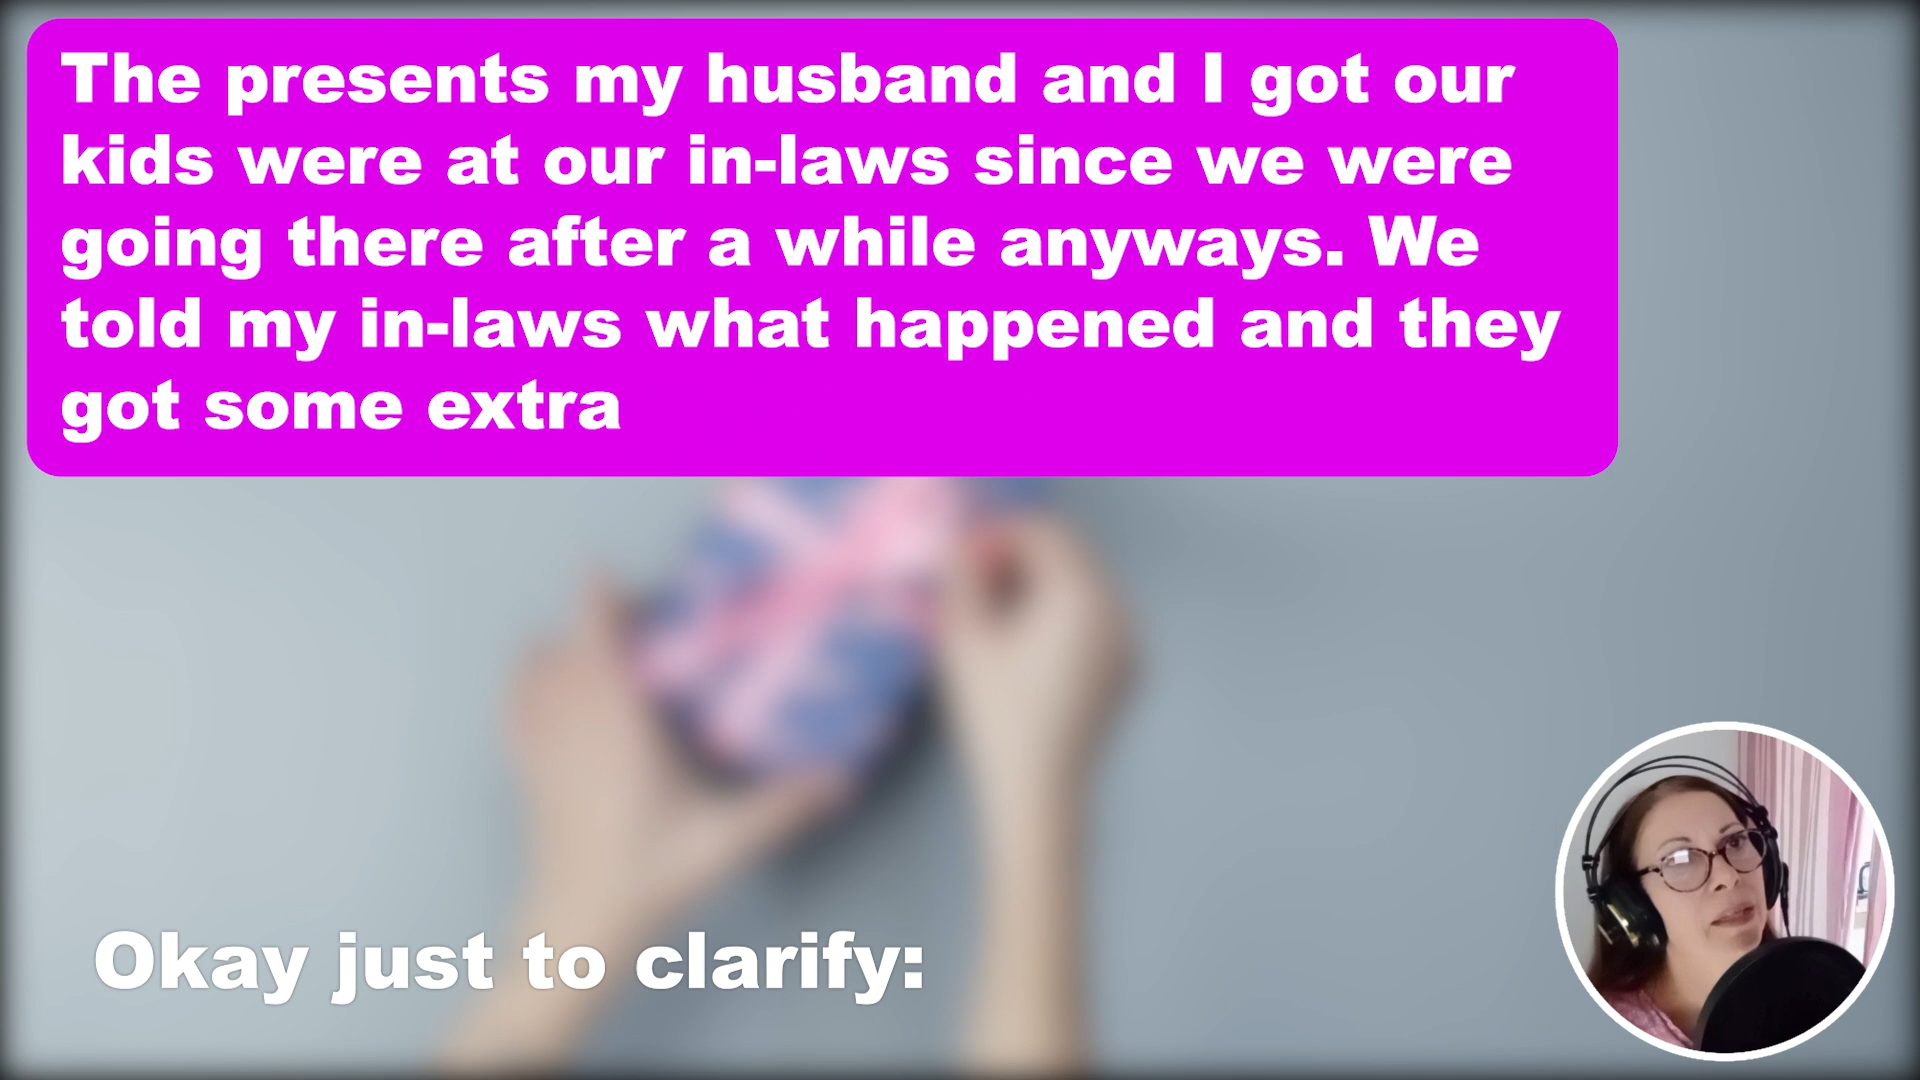 The presents my husband and I got our
kids were at our in-laws since we were
going there after a while anyways. We
told my in-laws what happened and they
got some extra
Okay just to clarify: